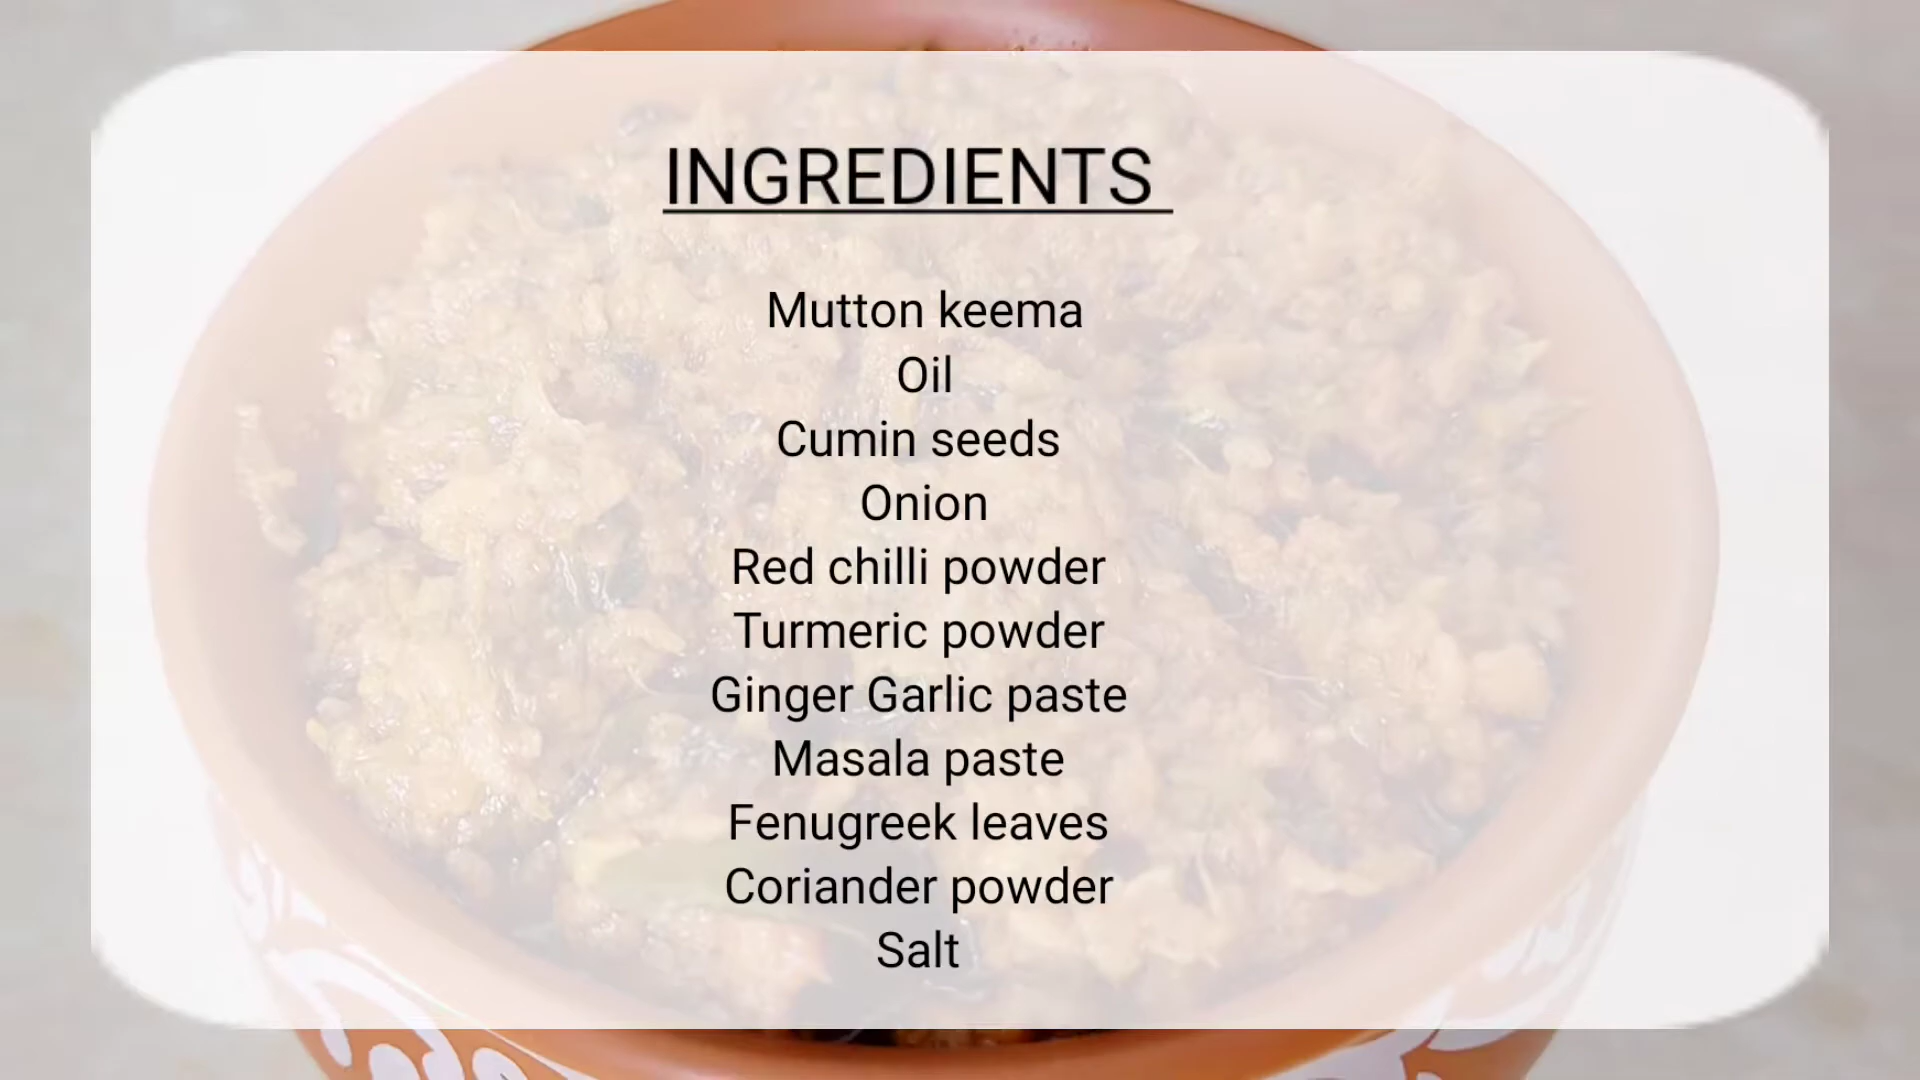 INGREDIENTS
Mutton keema
Oil
Cumin seeds
Onion
Red chilli powder
Turmeric powder
Ginger Garlic paste
Masala paste
Fenugreek leaves
Coriander powder
Salt